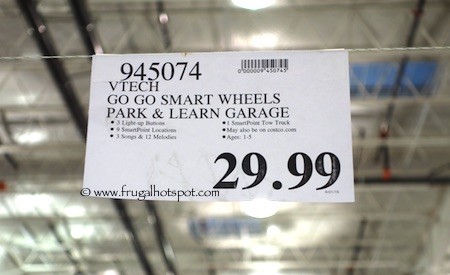 945074
0000009450745
VTECH
GO GO SMART WHEELS
PARK & LEARN GARAGE
• 3 Light-up Buttons
• 9 SmartPoint Locations
• 3 Songs & 12 Melodies
• 1 SmartPoint Tow Truck
• May also be on costco.com
• Ages: 1-5
29.99
© www.frugalhotspot.com